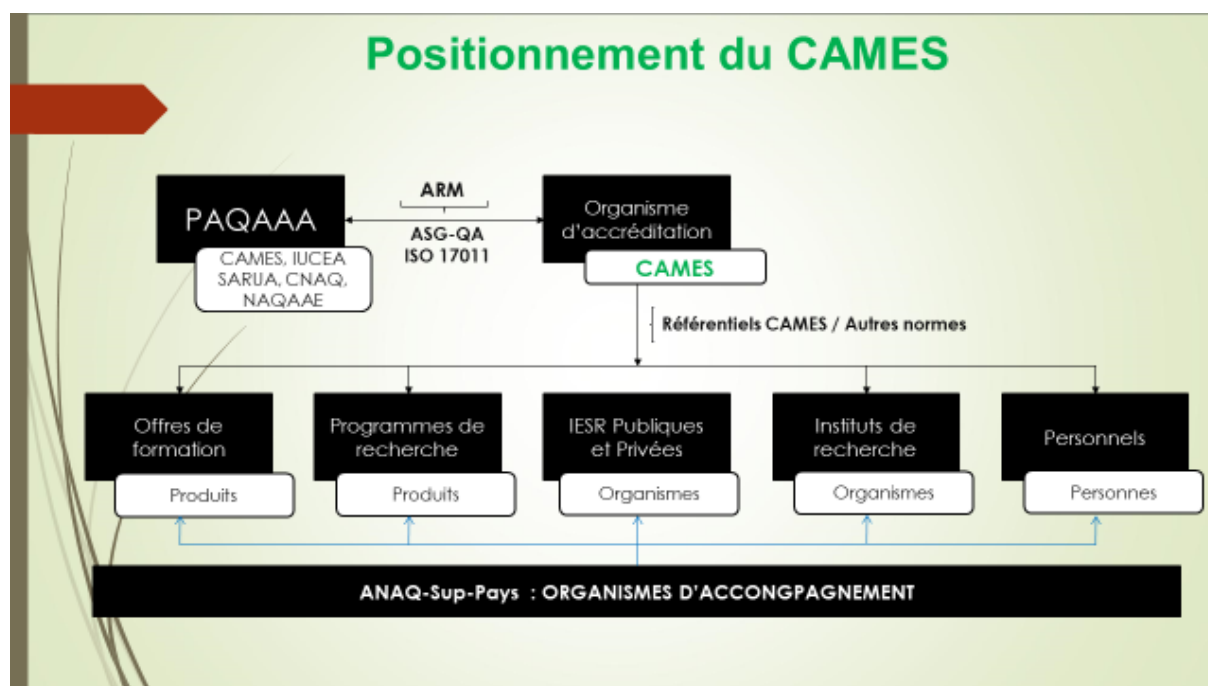 Positionnement du CAMES
PAQAAA
CAMES, IUCEA
SARUA, CNAQ,
NAQAAE
ARM
ASG-QA
ISO 17011
Organisme
d'accréditation
CAMES
Référentiels CAMES / Autres normes
Offres de
formation
Produits
Programmes de
recherche
Produits
IESR Publiques
et Privées
Organismes
Instituts de
recherche
Organismes
Personnels
Personnes
ANAQ-Sup-Pays : ORGANISMES D'ACCONGPAGNEMENT